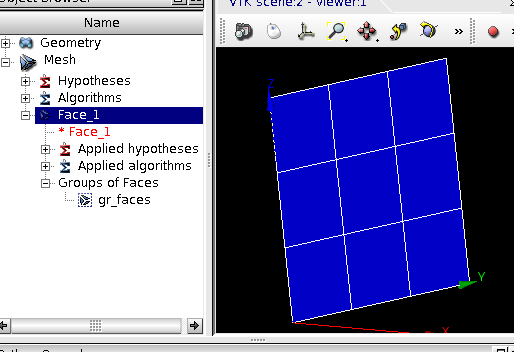 Object Browser
VTK scene:2 - viewer:1
Name
Geometry
Mesh
Hypotheses
Algorithms
Face_1
* Face_1
Applied hypotheses
Applied algorithms
Groups of Faces
gr_faces
»
»
Z
Y
X